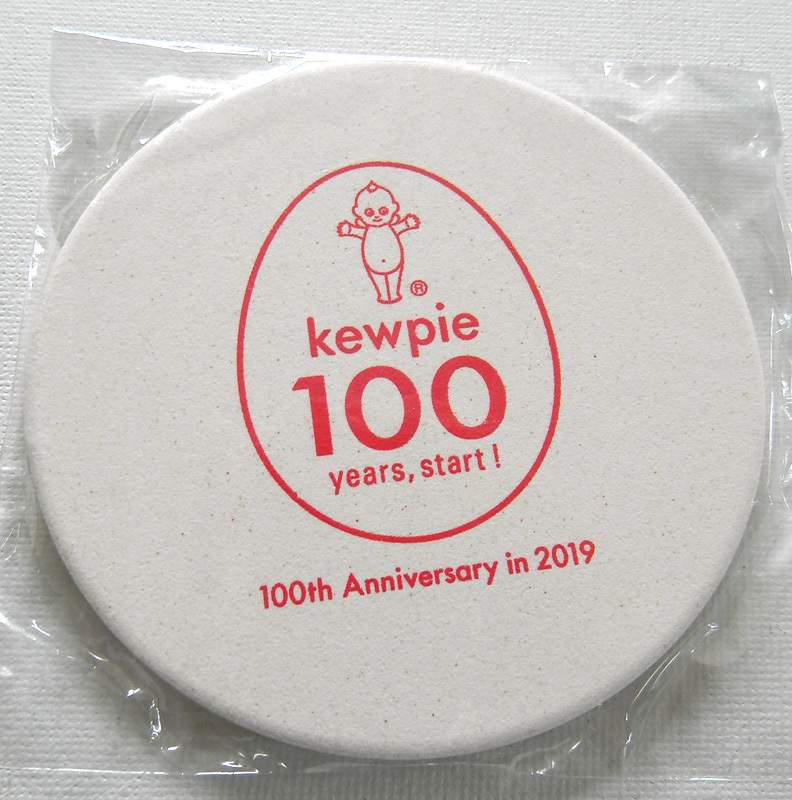 ®
kewpie
100
years, start!
100th Anniversary in 2019